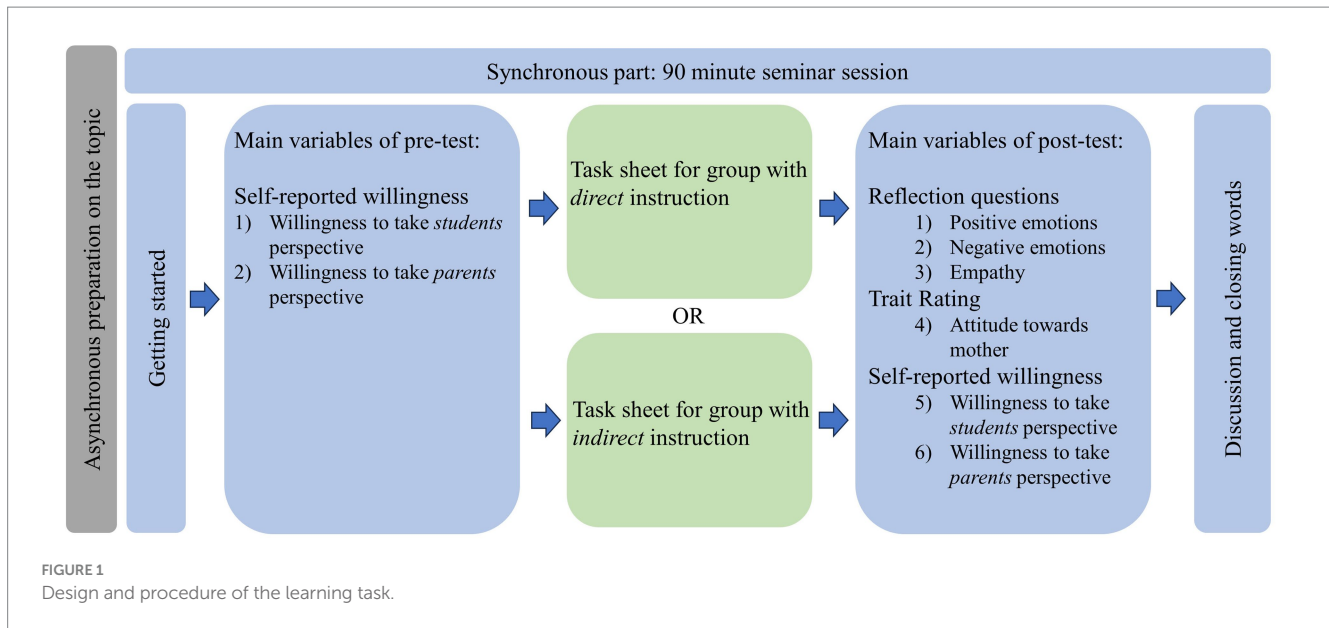 Asynchronous preparation on the topic
Synchronous part: 90 minute seminar session
Getting started
Main variables of pre-test:
Self-reported willingness
1) Willingness to take students
perspective
2) Willingness to take parents
perspective
Task sheet for group with
direct instruction
OR
Task sheet for group with
indirect instruction
Main variables of post-test:
Reflection questions
1) Positive emotions
2) Negative emotions
3) Empathy
Trait Rating
4) Attitude towards
mother
Self-reported willingness
5) Willingness to take
students perspective
6) Willingness to take
parents perspective
Discussion and closing words
FIGURE 1
Design and procedure of the learning task.